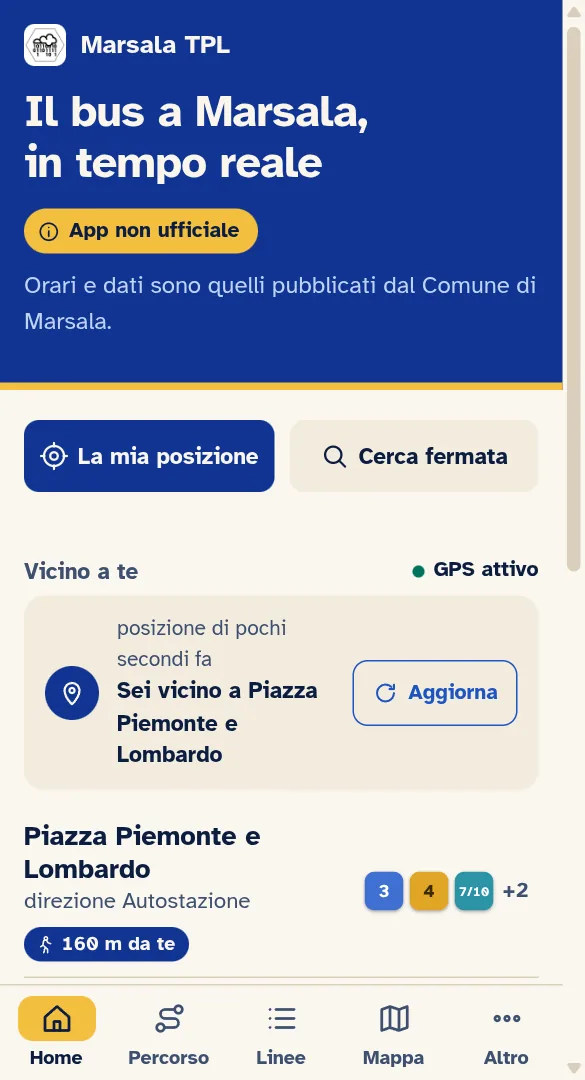 Marsala TPL
Il bus a Marsala,
in tempo reale
App non ufficiale
Orari e dati sono quelli pubblicati dal Comune di
Marsala.
La mia posizione
Cerca fermata
Vicino a te
GPS attivo
posizione di pochi
secondi fa
Sei vicino a Piazza
Piemonte e
Lombardo
Aggiorna
Piazza Piemonte e
Lombardo
direzione Autostazione
3 4 7/10 +2
160 m da te
Home Percorso Linee Mappa Altro